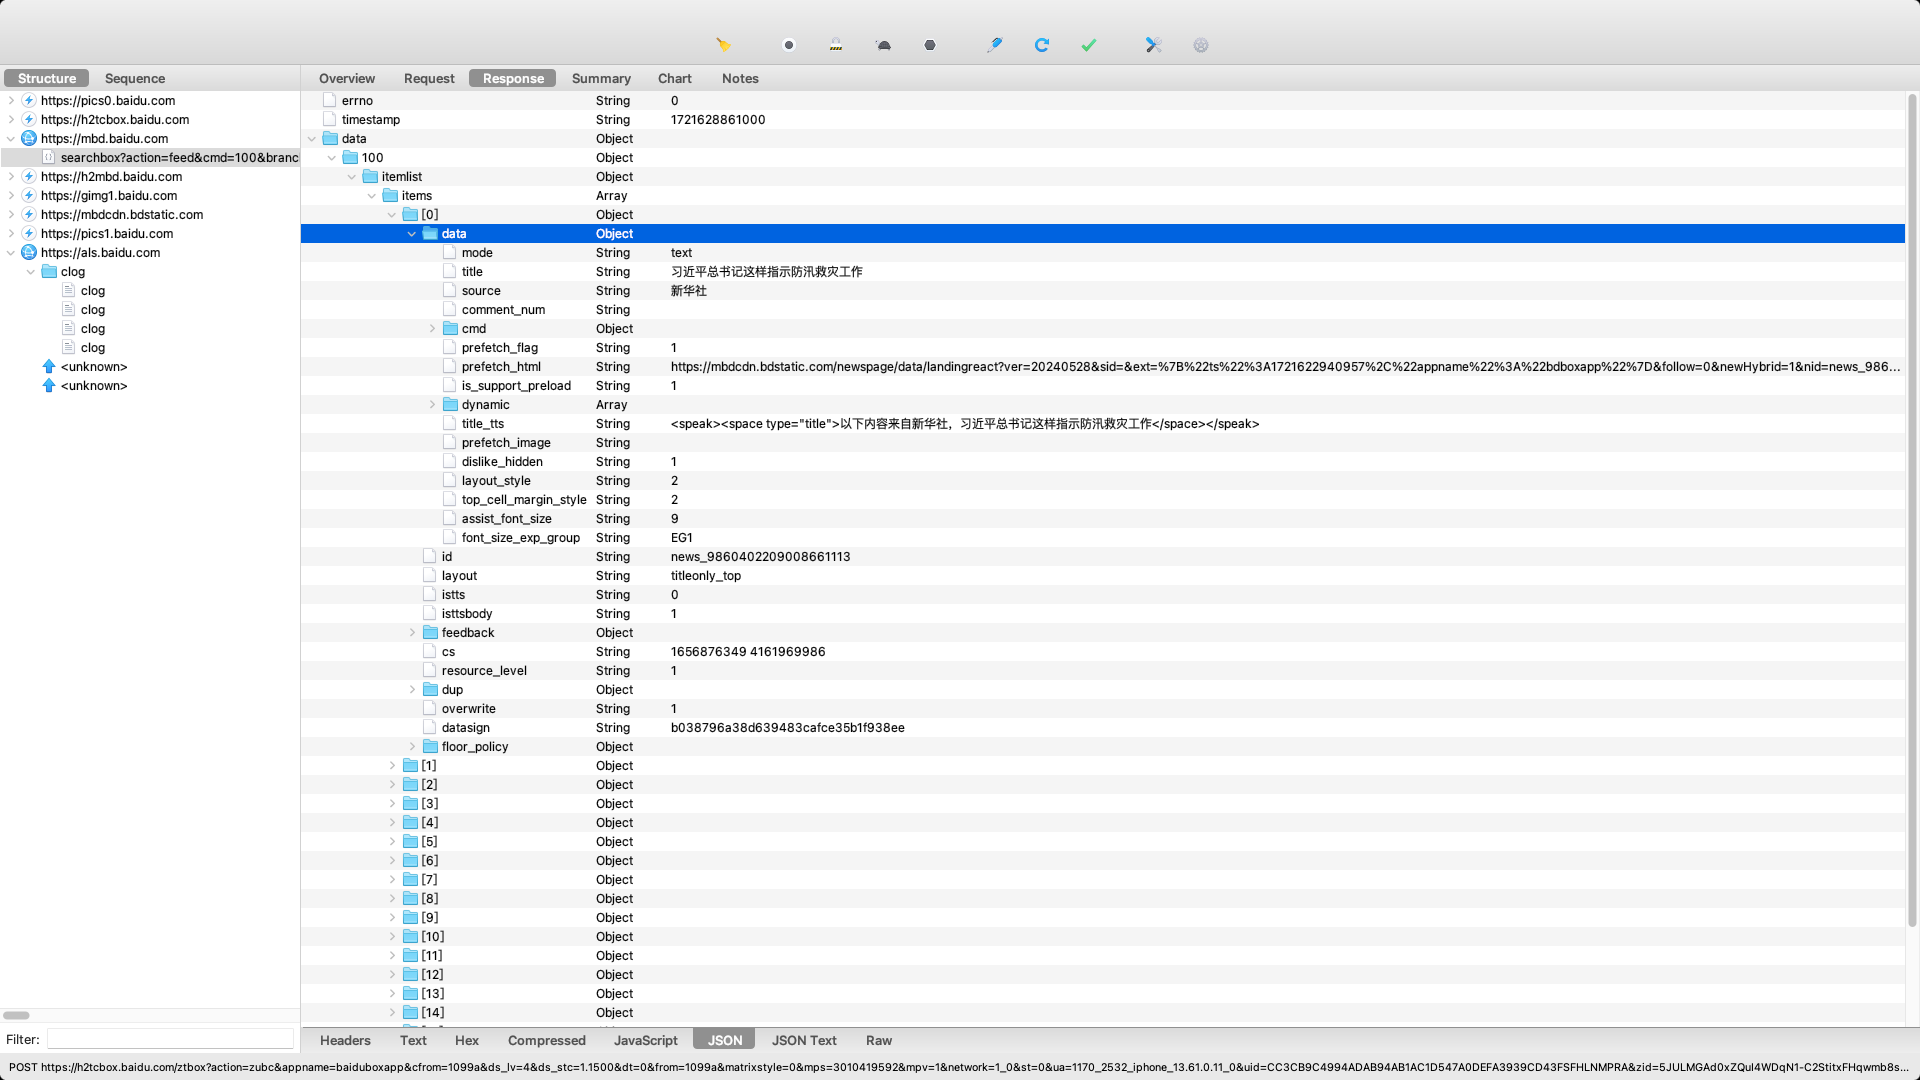 Structure Sequence
Overview Request Response Summary Chart Notes
https://pics0.baidu.com
https://h2tcbox.baidu.com
https://mbd.baidu.com
searchbox?action=feed&cmd=100&branc
https://h2mbd.baidu.com
https://gimg1.baidu.com
https://mbdcdn.bdstatic.com
https://pics1.baidu.com
https://als.baidu.com
clog
clog
clog
clog
clog
<unknown>
<unknown>
errno String 0
timestamp String 1721628861000
data Object
100 Object
itemlist Object
items Array
[0] Object
data Object
mode String text
title String 习近平总书记这样指示防汛救灾工作
source String 新华社
comment_num String
cmd Object
prefetch_flag String 1
prefetch_html String https://mbdcdn.bdstatic.com/newspage/data/landingreact?ver=20240528&sid=&ext=%7B%22ts%22%3A1721622940957%2C%22appname%22%3A%22bdboxapp%22%7D&follow=0&newHybrid=1&nid=news_986...
is_support_preload String 1
dynamic Array
title_tts String <speak><space type="title">以下内容来自新华社，习近平总书记这样指示防汛救灾工作</space></speak>
prefetch_image String
dislike_hidden String 1
layout_style String 2
top_cell_margin_style String 2
assist_font_size String 9
font_size_exp_group String EG1
id String news_9860402209008661113
layout String titleonly_top
istts String 0
isttsbody String 1
feedback Object
cs String 1656876349 4161969986
resource_level String 1
dup Object
overwrite String 1
datasign String b038796a38d639483cafce35b1f938ee
floor_policy Object
[1] Object
[2] Object
[3] Object
[4] Object
[5] Object
[6] Object
[7] Object
[8] Object
[9] Object
[10] Object
[11] Object
[12] Object
[13] Object
[14] Object
Filter:
Headers Text Hex Compressed JavaScript JSON JSON Text Raw
POST https://h2tcbox.baidu.com/ztbox?action=zubc&appname=baiduboxapp&cfrom=1099a&ds_lv=4&ds_stc=1.1500&dt=0&from=1099a&matrixstyle=0&mps=3010419592&mpv=1&network=1_0&st=0&ua=1170_2532_iphone_13.61.0.11_0&uid=CC3CB9C4994ADAB94AB1AC1D547A0DEFA3939CD43FSFHLNMPRA&zid=5JULMGAd0xZQuI4WDqN1-C2StitxFHqwmb8s...